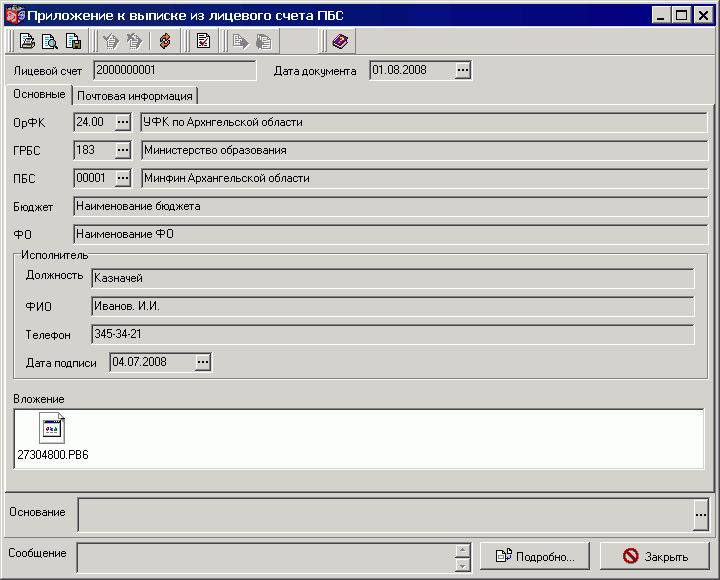 Приложение к выписке из лицевого счета ПБС
Лицевой счет 2000000001 Дата документа 01.08.2008 ...
Основные Почтовая информация
ОрФК 24.00 ... УФК по Архнгельской области
ГРБС 183 ... Министерство образования
ПБС 00001 ... Минфин Архангельской области
Бюджет Наименование бюджета
ФО Наименование ФО
Исполнитель
Должность Казначей
ФИО Иванов. И.И.
Телефон 345-34-21
Дата подписи 04.07.2008 ...
Вложение
27304800.PB6
Основание ...
Сообщение Подробно... Закрыть